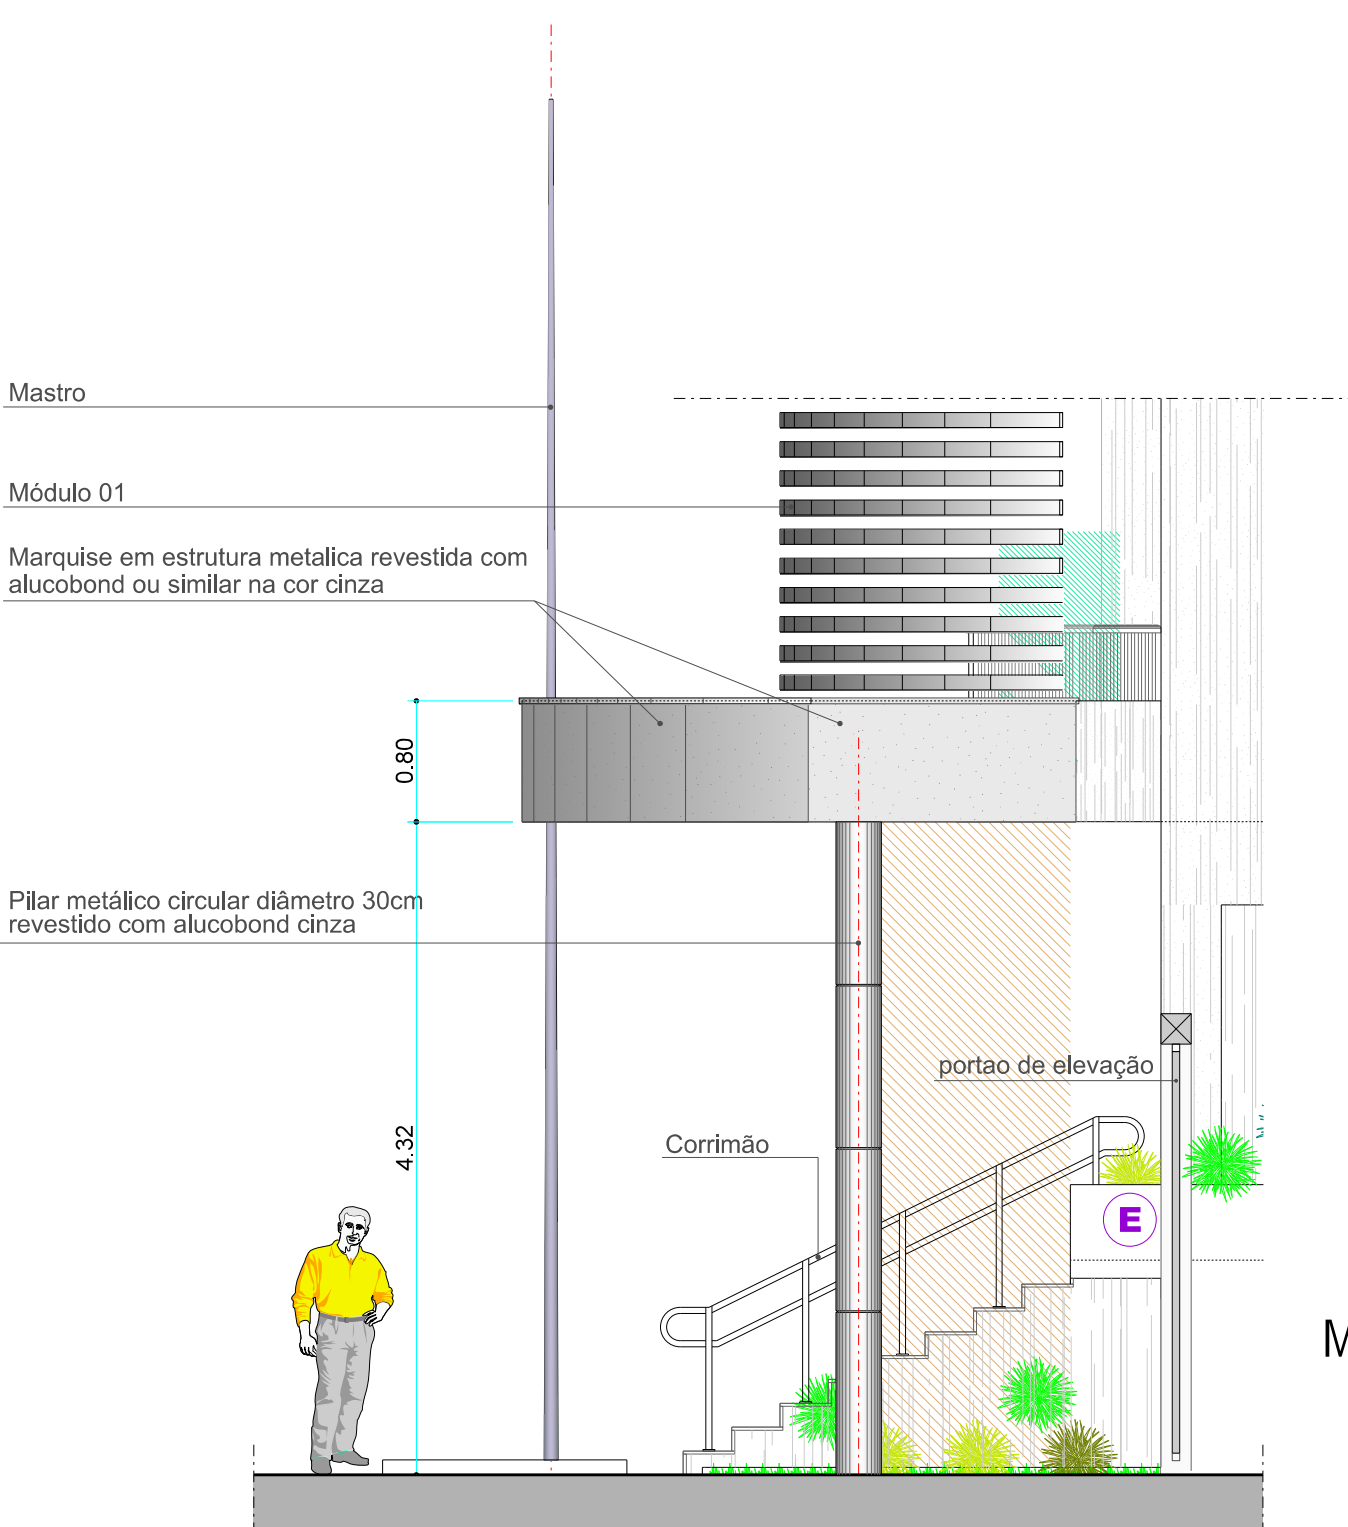 Mastro
Módulo 01
Marquise em estrutura metalica revestida com
alucobond ou similar na cor cinza
0.80
Pilar metálico circular diâmetro 30cm
revestido com alucobond cinza
portao de elevação
4.32
Corrimão
E
M